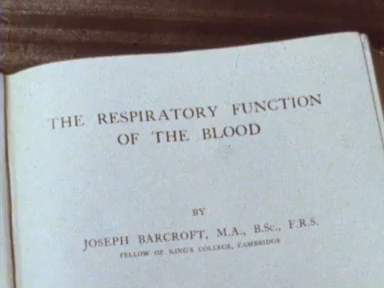 THE RESPIRATORY FUNCTION
OF THE BLOOD
BY
JOSEPH BARCROFT, M.A., B.Sc., F.R.S.
FELLOW OF KING'S COLLEGE, CAMBRIDGE